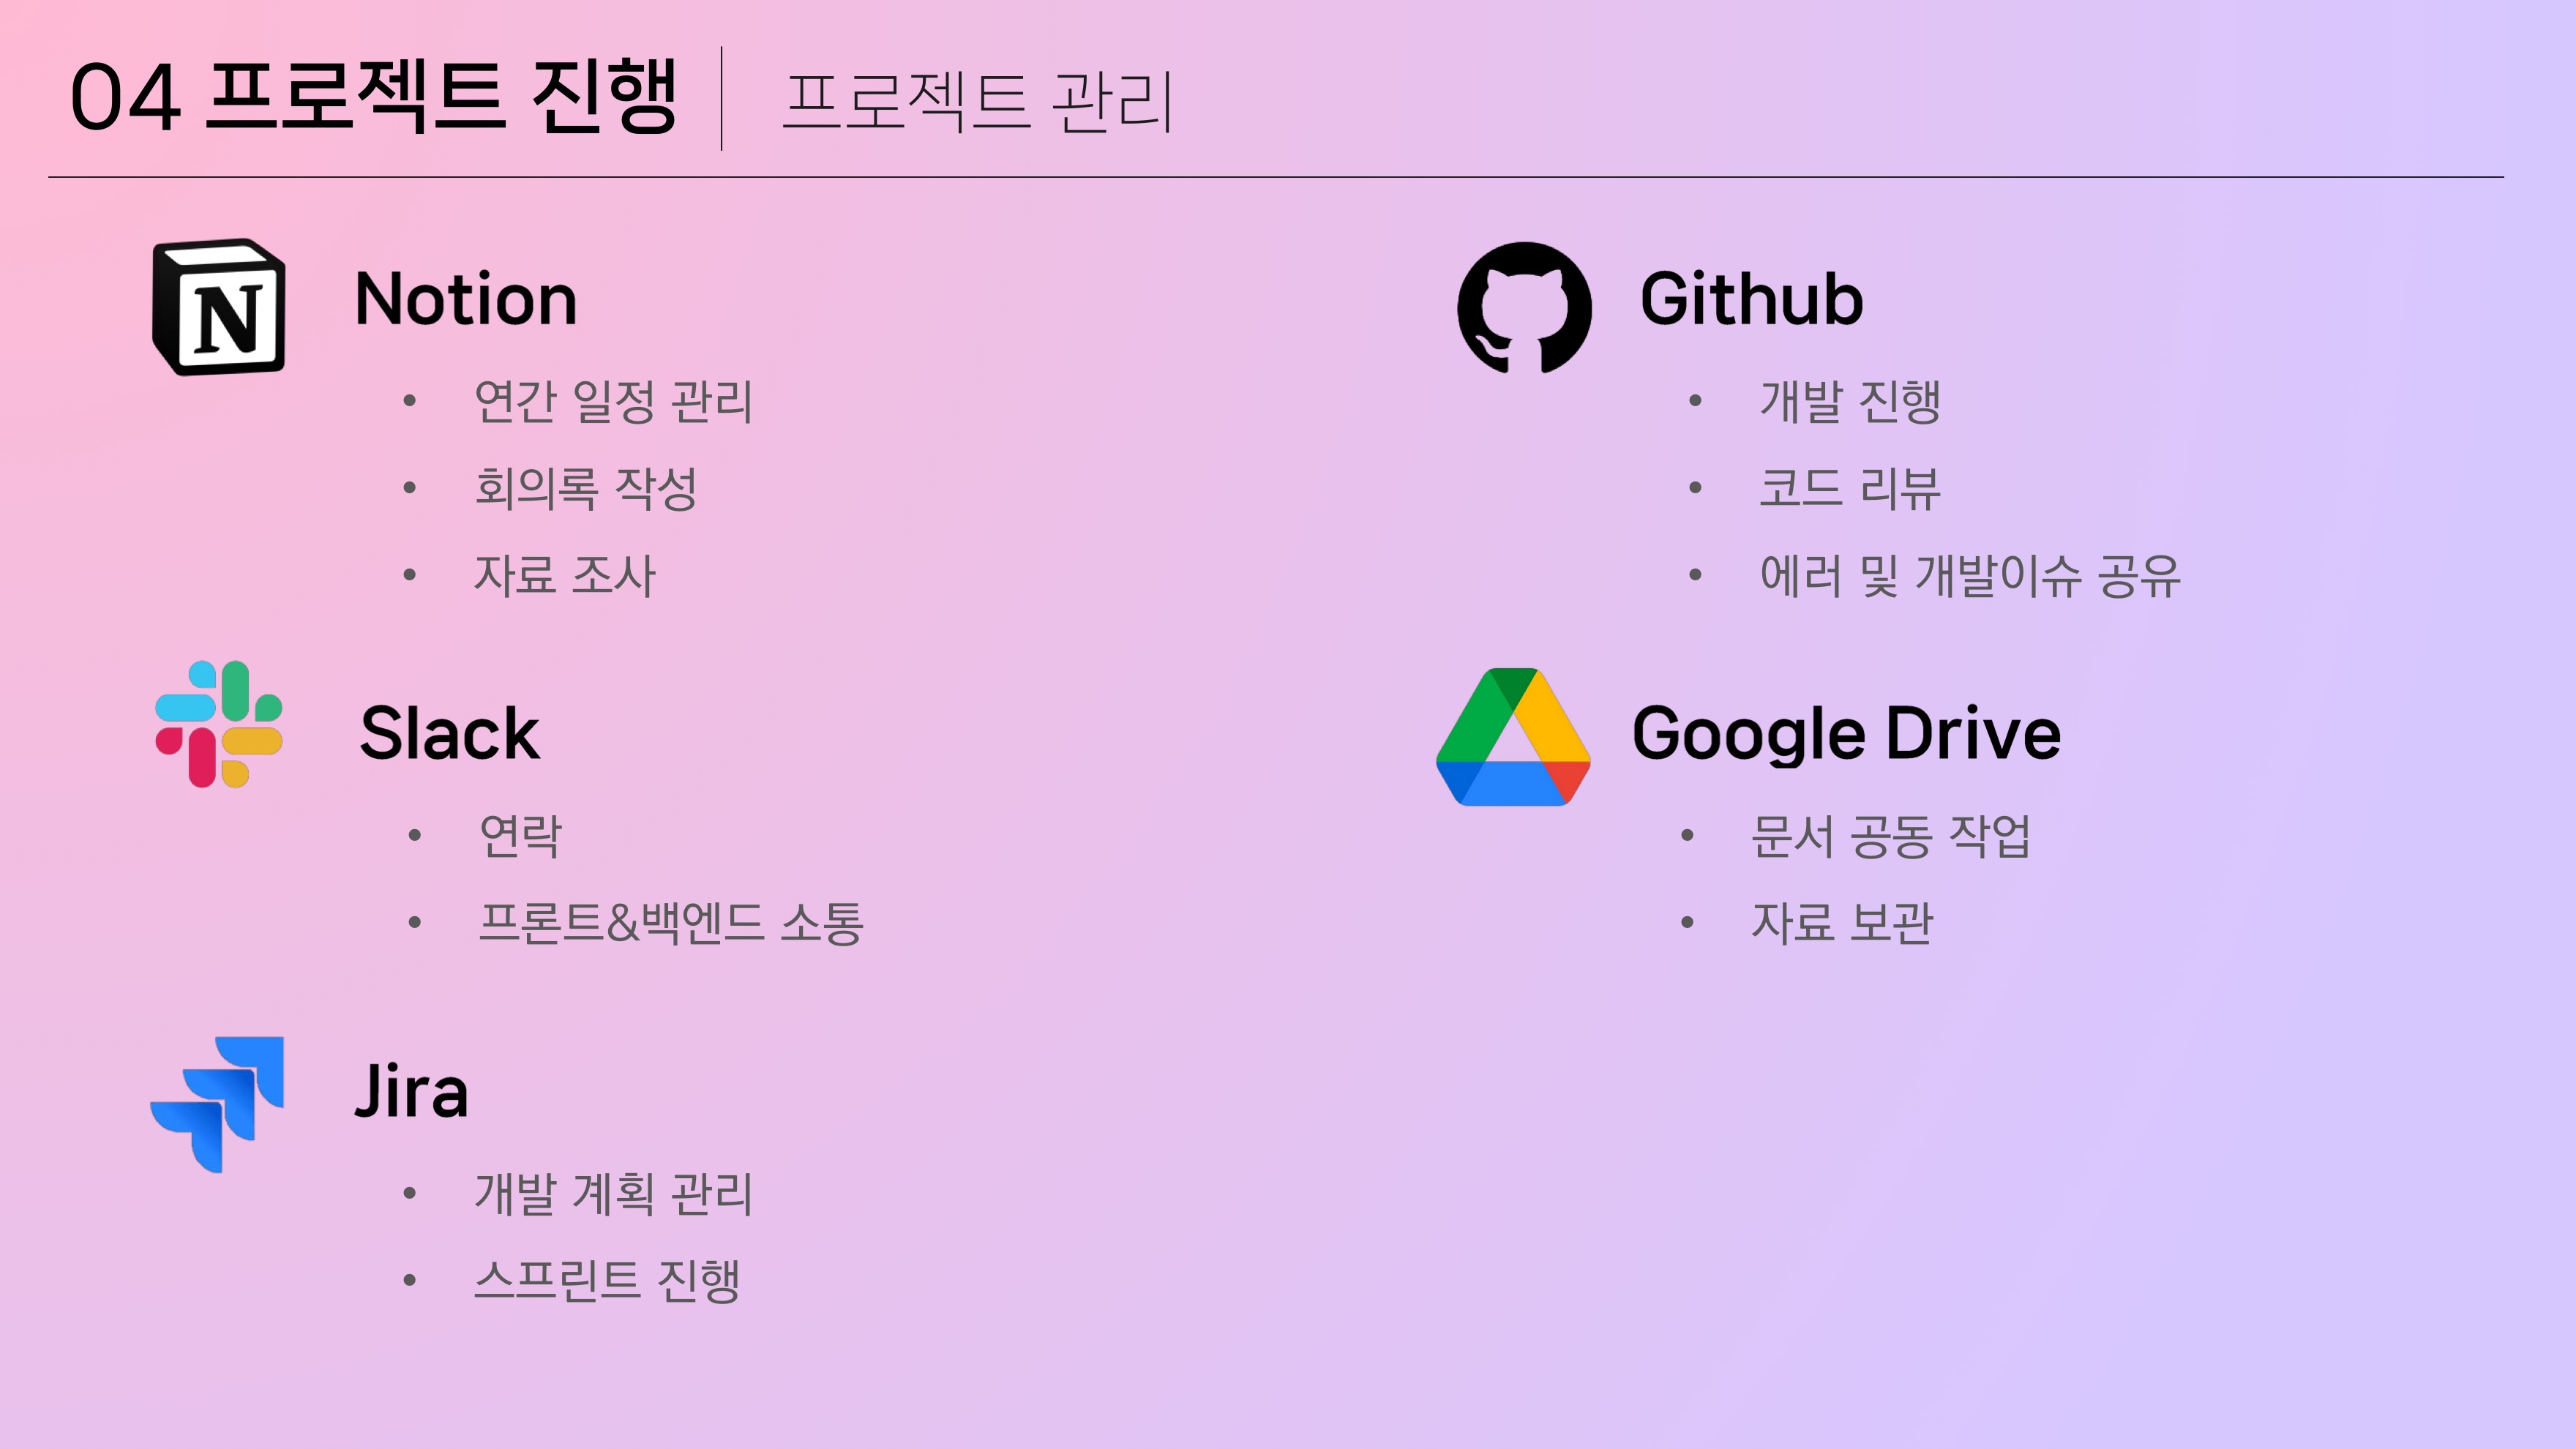 04 프로젝트 진행
프로젝트 관리
N
Notion
• 연간 일정 관리
• 회의록 작성
• 자료 조사
Slack
• 연락
• 프론트&백엔드 소통
Jira
• 개발 계획 관리
• 스프린트 진행
Github
• 개발 진행
• 코드 리뷰
• 에러 및 개발이슈 공유
Google Drive
• 문서 공동 작업
• 자료 보관